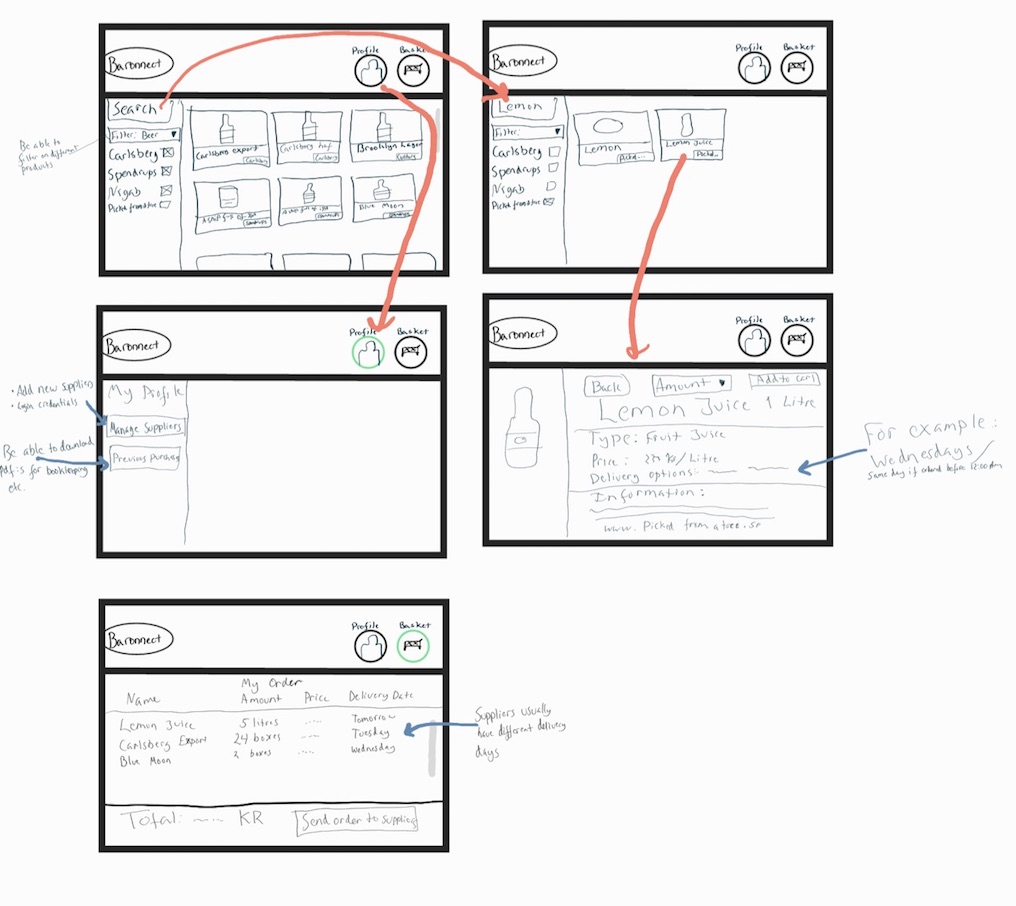 Baronnect
Profile
Basket
Search
Filter: Beer
Carlsberg
Spendrups
Nigab
Picked from a tree
Carlsberg export
Carlsberg
Carlsberg hof
Carlsberg
Brooklyn Lager
Carlsberg
Spendrups
Spendrups
Blue Moon
Spendrups
Be able to
filter on different
products
Baronnect
Profile
Basket
Lemon
Filter:
Carlsberg
Spendrups
Nigab
Picked from a tree
Lemon
Picked...
Lemon Juice
Picked..
Baronnect
Profile
Basket
My Profile
Manage Suppliers
Previous purchases
• Add new suppliers
• Login credentials
Be able to download
pdf:s for bookkeeping
etc.
Baronnect
Profile
Basket
Back
Amount
Add to cart
Lemon Juice 1 Litre
Type: Fruit Juice
Price: kr/Litre
Delivery options:
Information:
www. Picked from a tree.se
For example:
Wednesdays/
Same day if ordered before 12:00 am
Baronnect
Profile
Basket
My Order
Name Amount Price Delivery Date
Lemon Juice 5 litres ..... Tomorrow
Carlsberg Export 24 boxes ..... Tuesday
Blue Moon 2 boxes ..... Wednesday
Total: KR
Send order to suppliers
Suppliers usually
have different delivery
days